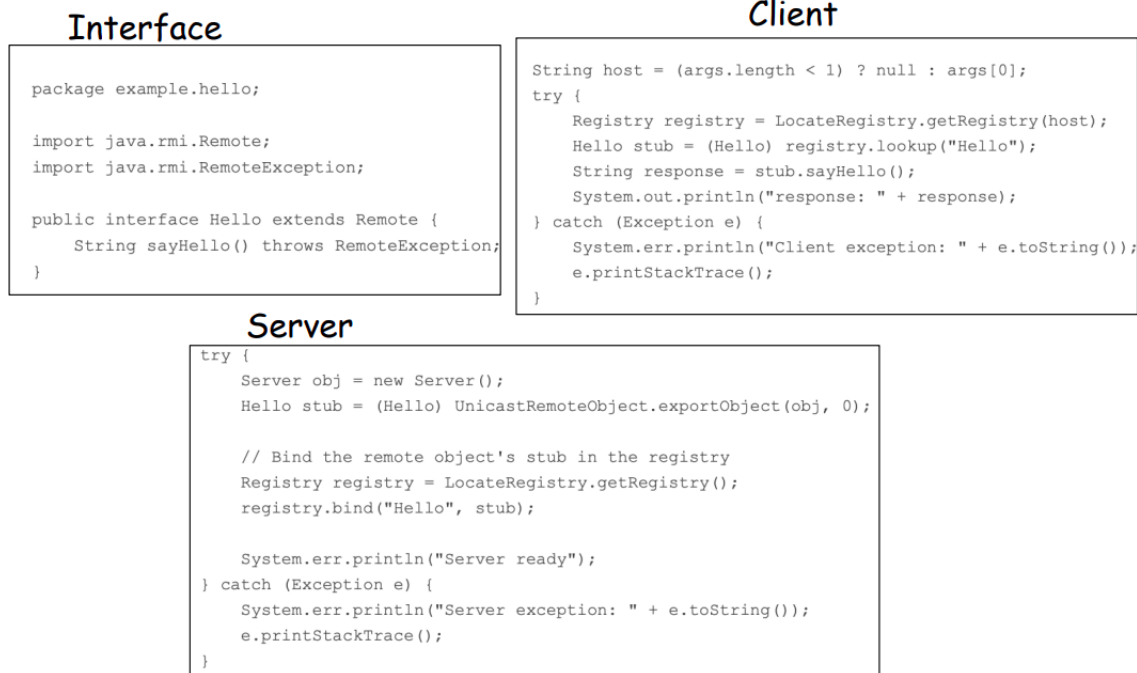 Interface
package example.hello;
import java.rmi.Remote;
import java.rmi.RemoteException;
public interface Hello extends Remote {
    String sayHello() throws RemoteException;
}
Client
String host = (args.length < 1) ? null : args[0];
try {
    Registry registry = LocateRegistry.getRegistry(host);
    Hello stub = (Hello) registry.lookup("Hello");
    String response = stub.sayHello();
    System.out.println("response: " + response);
} catch (Exception e) {
    System.err.println("Client exception: " + e.toString());
    e.printStackTrace();
}
Server
try {
    Server obj = new Server();
    Hello stub = (Hello) UnicastRemoteObject.exportObject(obj, 0);
    // Bind the remote object's stub in the registry
    Registry registry = LocateRegistry.getRegistry();
    registry.bind("Hello", stub);
    System.err.println("Server ready");
} catch (Exception e) {
    System.err.println("Server exception: " + e.toString());
    e.printStackTrace();
}